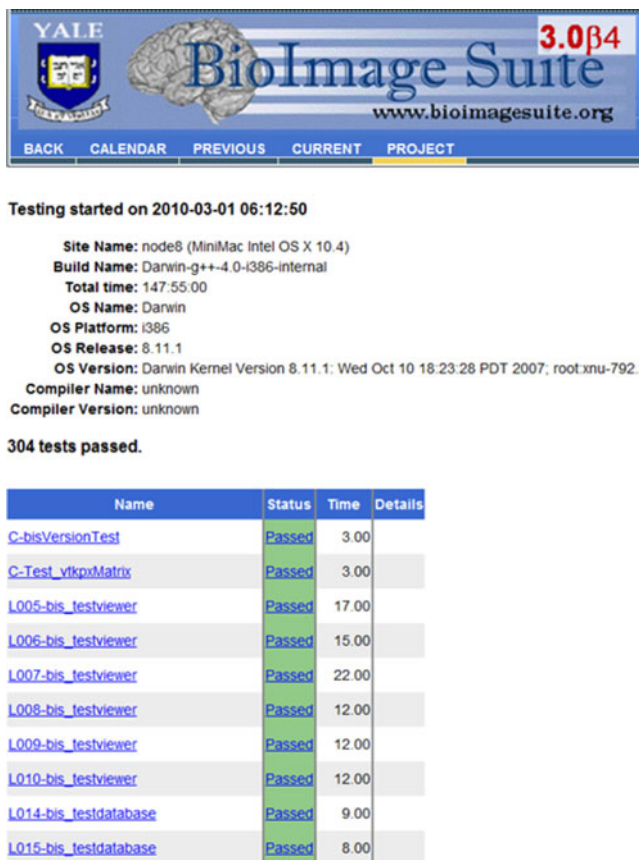 YALE
3.0β4
BioImage Suite
www.bioimagesuite.org
BACK CALENDAR PREVIOUS CURRENT PROJECT
Testing started on 2010-03-01 06:12:50
Site Name: node8 (MiniMac Intel OS X 10.4)
Build Name: Darwin-g++-4.0-i386-internal
Total time: 147:55:00
OS Name: Darwin
OS Platform: i386
OS Release: 8.11.1
OS Version: Darwin Kernel Version 8.11.1: Wed Oct 10 18:23:28 PDT 2007; root:xnu-792.
Compiler Name: unknown
Compiler Version: unknown
304 tests passed.
Name Status Time Details
C-bisVersionTest Passed 3.00
C-Test_vtkpxMatrix Passed 3.00
L005-bis_testviewer Passed 17.00
L006-bis_testviewer Passed 15.00
L007-bis_testviewer Passed 22.00
L008-bis_testviewer Passed 12.00
L009-bis_testviewer Passed 12.00
L010-bis_testviewer Passed 12.00
L014-bis_testdatabase Passed 9.00
L015-bis_testdatabase Passed 8.00